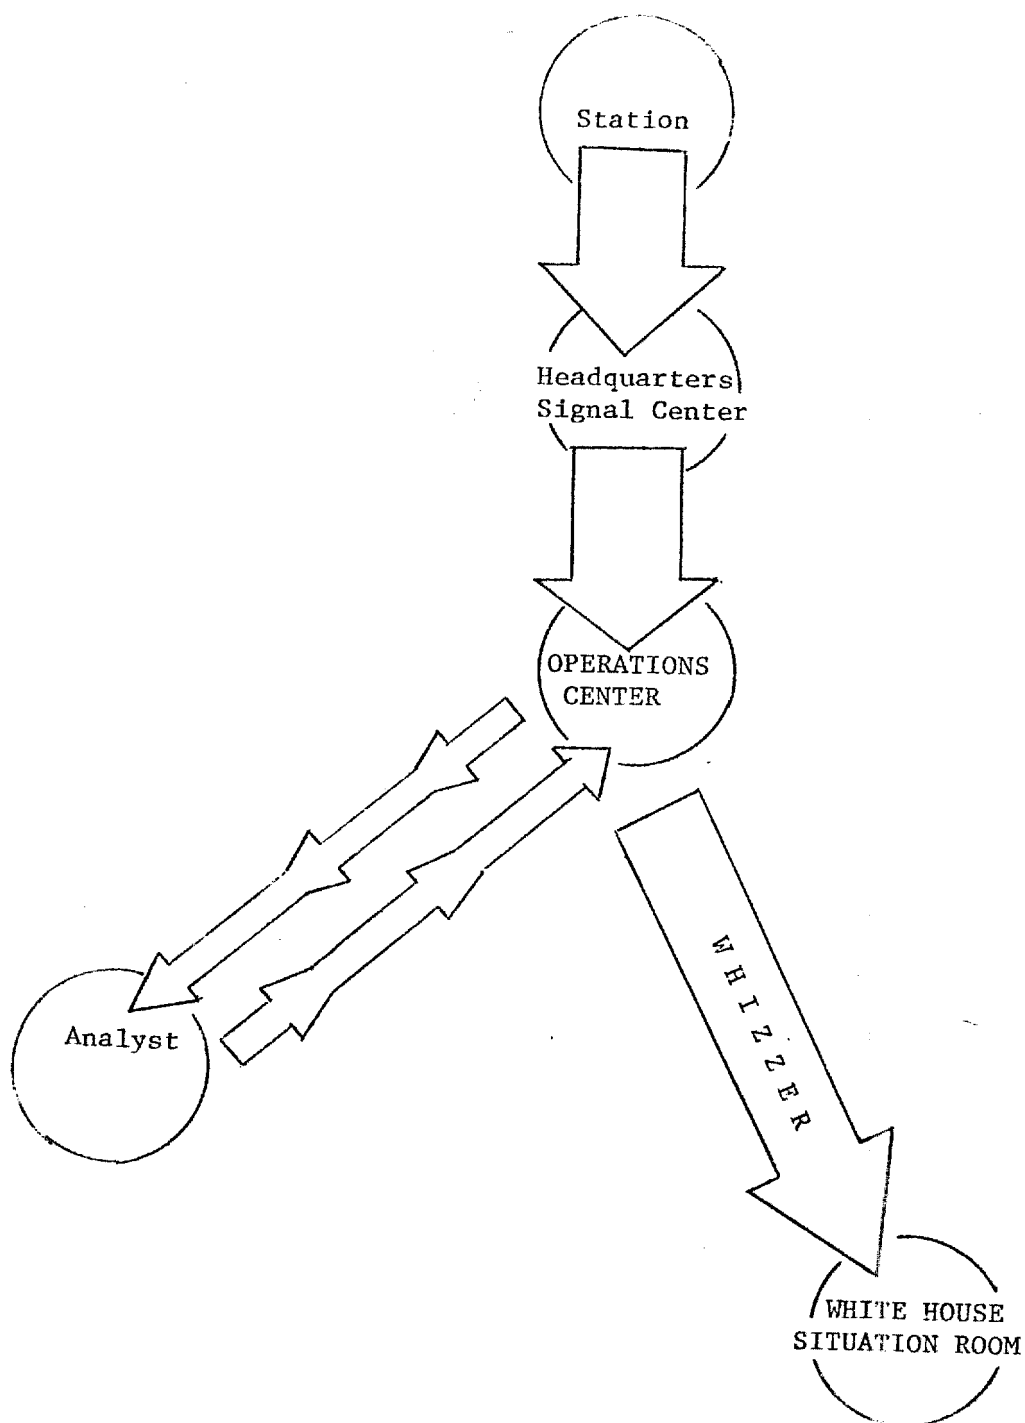 Station
Headquarters
Signal Center
OPERATIONS
CENTER
Analyst
WHIZZER
WHITE HOUSE
SITUATION ROOM